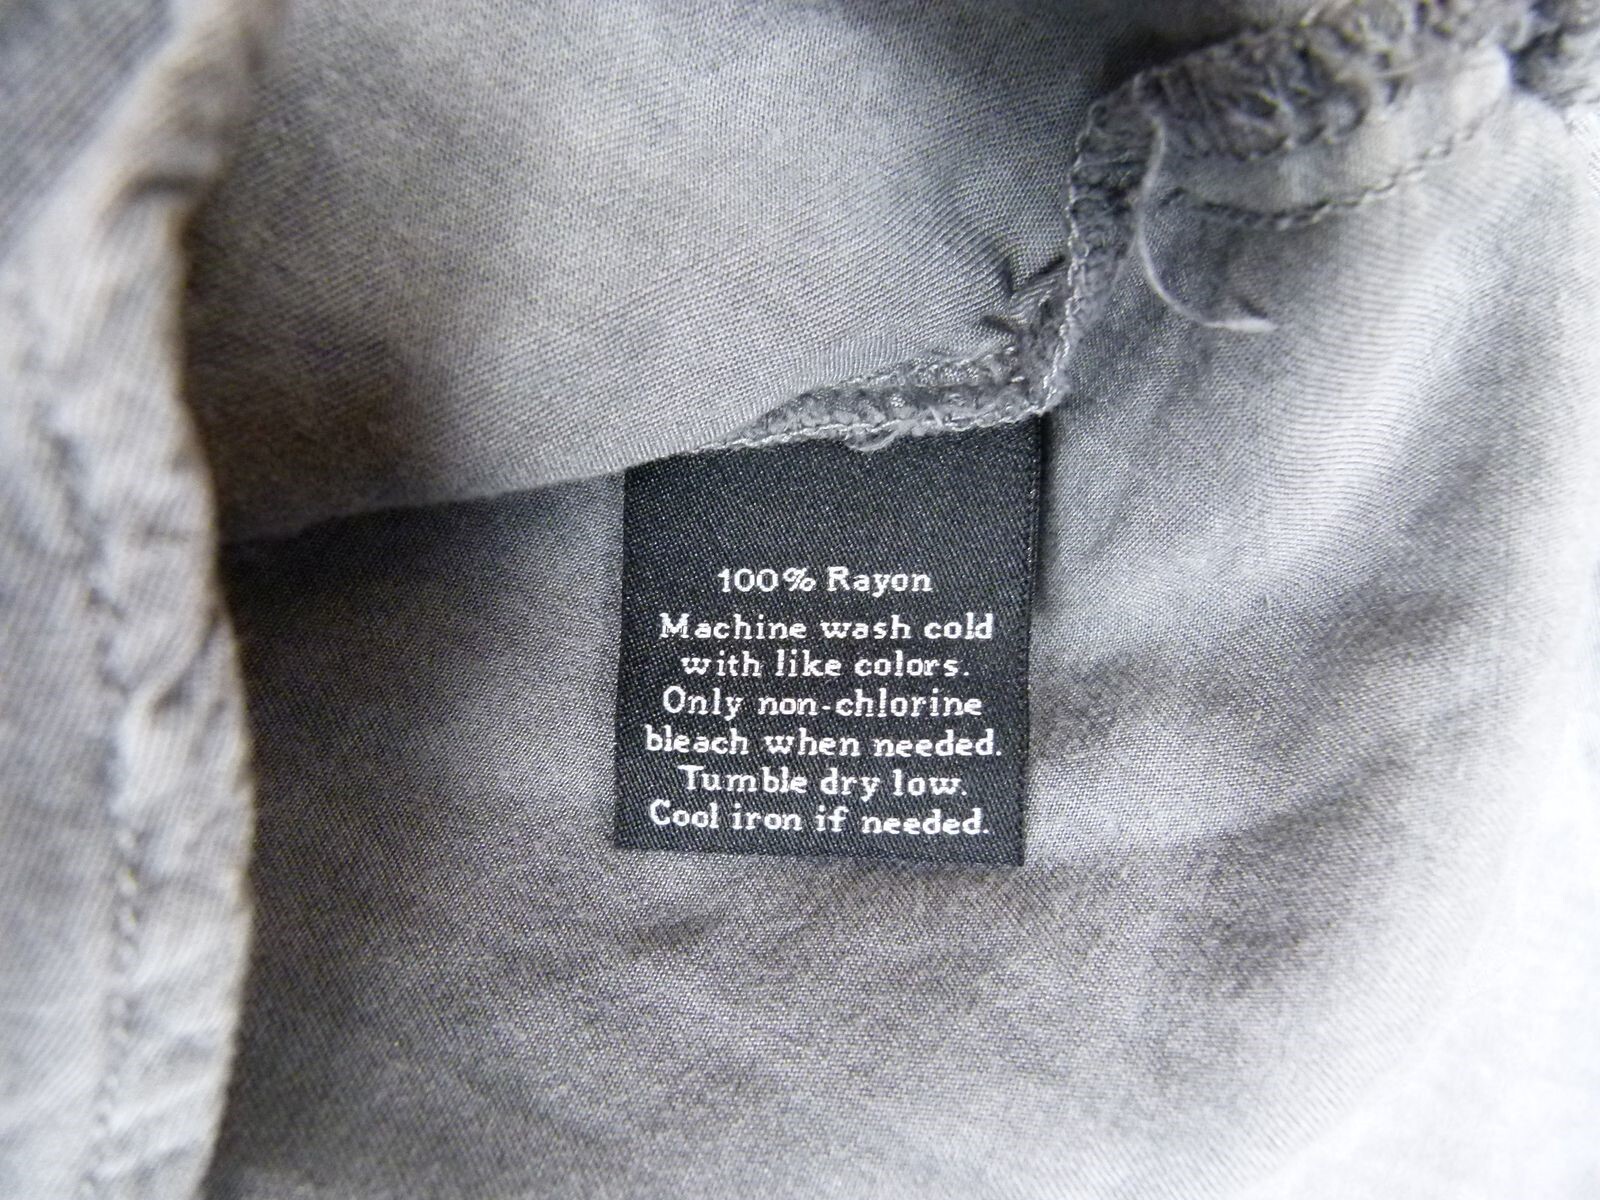 100% Rayon
Machine wash cold
with like colors.
Only non-chlorine
bleach when needed.
Tumble dry low.
Cool iron if needed.